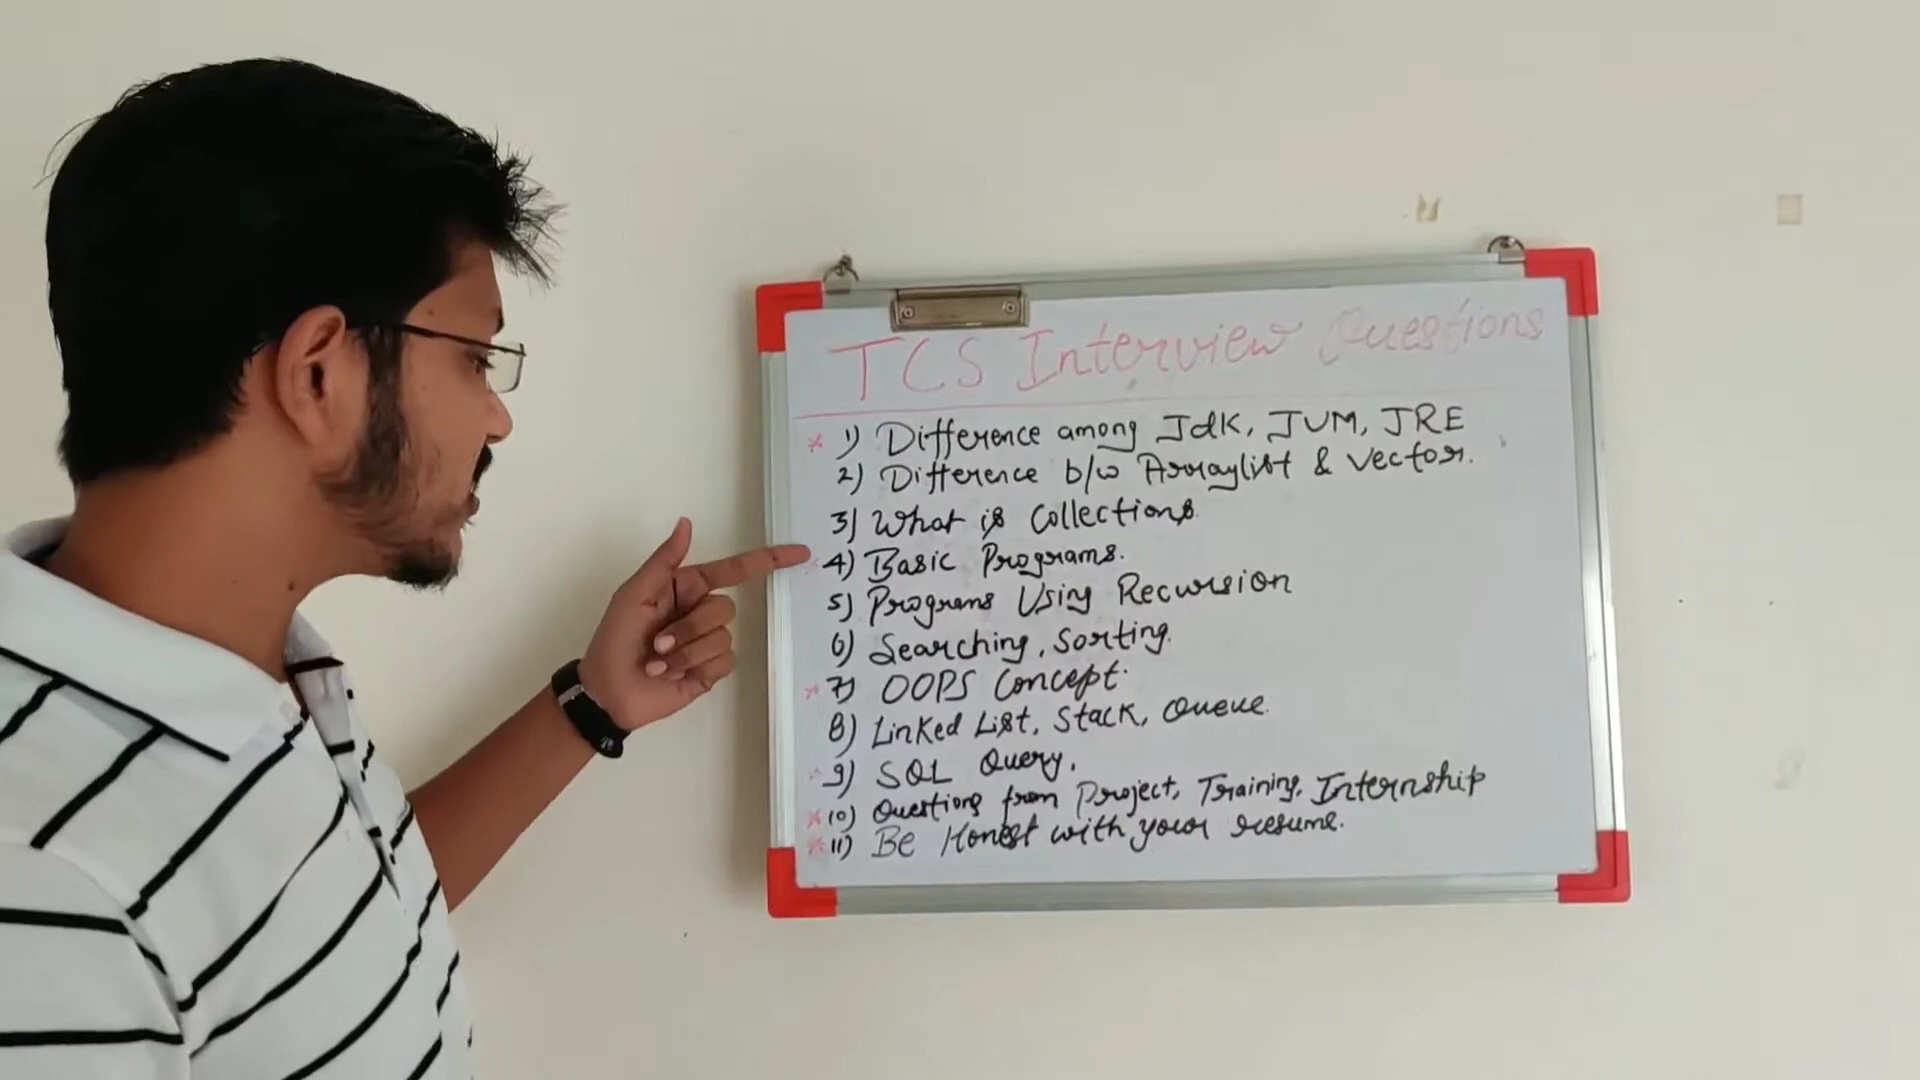 TCS Interview Questions
* 1) Difference among JdK, JVM, JRE
2) Difference b/w Arraylist & Vector.
3) What is Collections.
4) Basic Programs.
5) Programs Using Recursion
6) Searching, Sorting.
* 7) OOPS Concept.
8) Linked List, Stack, Queue.
* 9) SQL Query.
* 10) Questions from Project, Training, Internship
* 11) Be Honest with your resume.